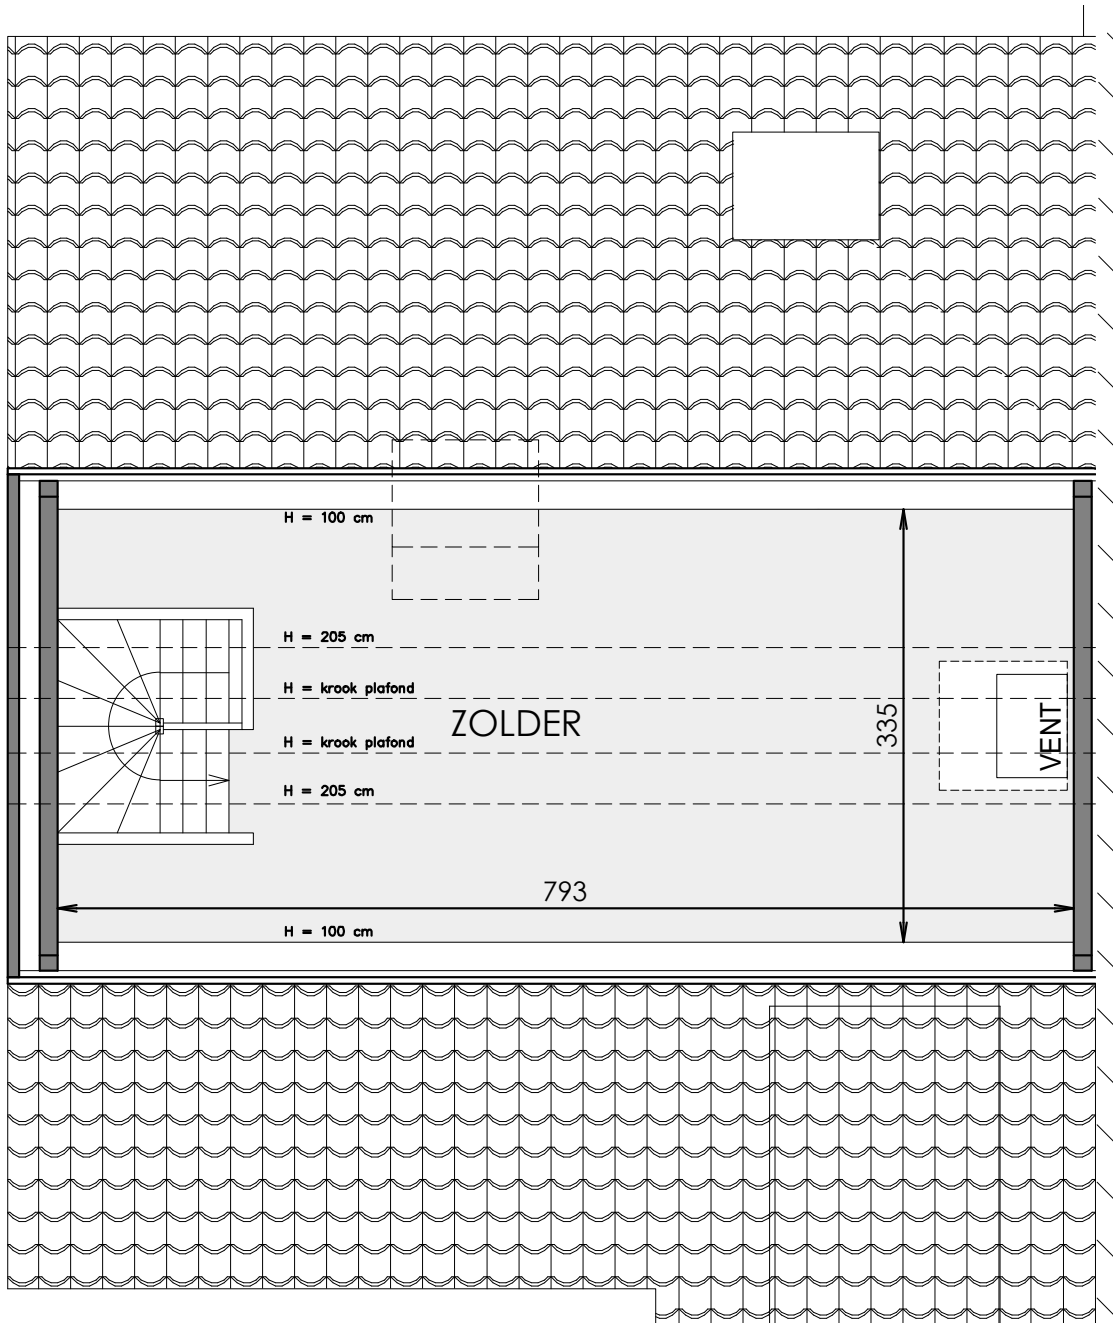 H = 100 cm
H = 205 cm
H = krook plafond
ZOLDER
335
VENT
H = krook plafond
H = 205 cm
793
H = 100 cm